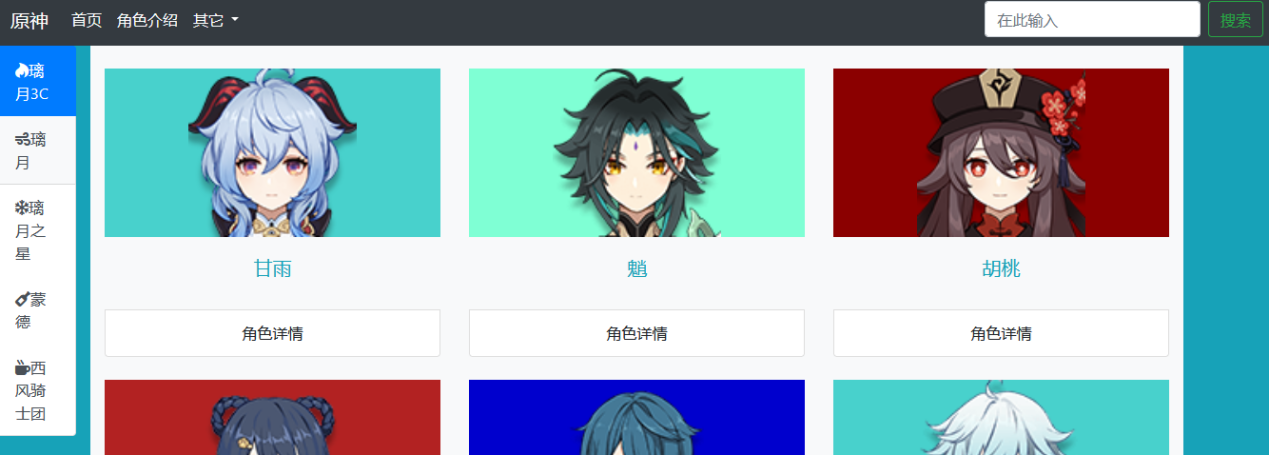 原神 首页 角色介绍 其它 在此输入 搜索
璃
月3C
璃
月
璃
月之
星
蒙
德
西
风骑
士团
甘雨 魈 胡桃
角色详情 角色详情 角色详情